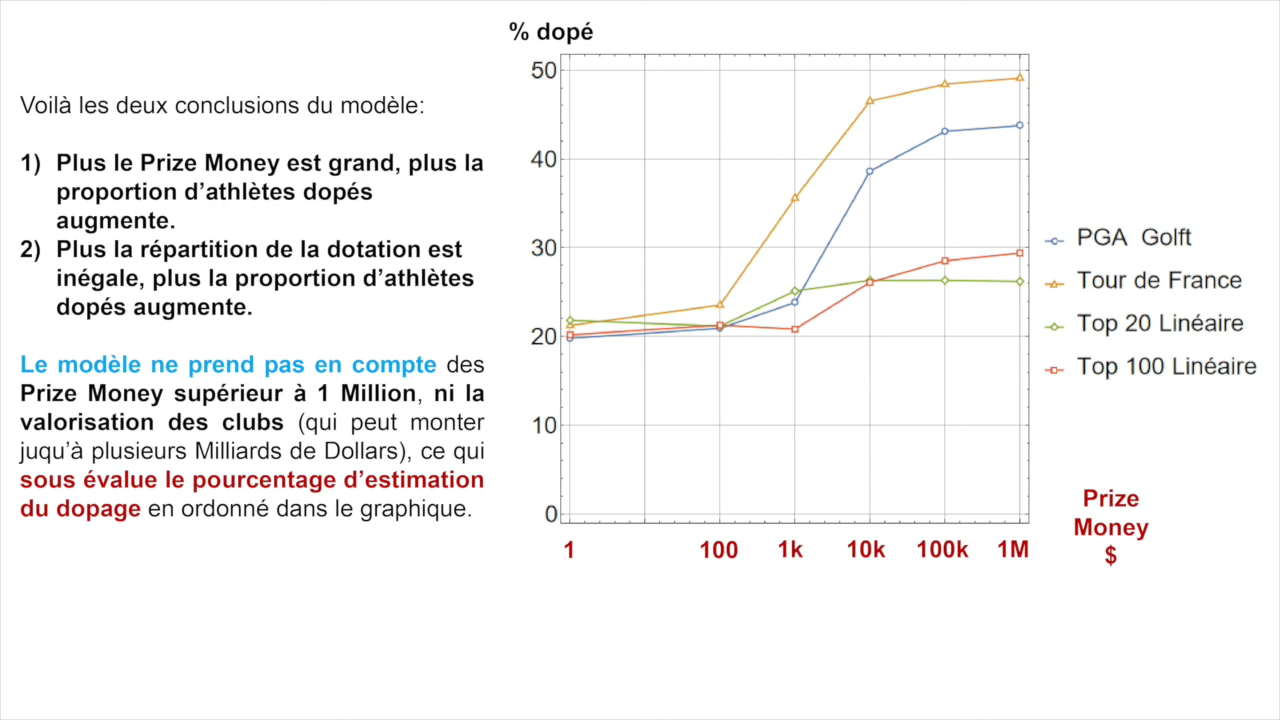 % dopé
Voilà les deux conclusions du modèle:
1) Plus le Prize Money est grand, plus la
proportion d’athlètes dopés
augmente.
2) Plus la répartition de la dotation est
inégale, plus la proportion d’athlètes
dopés augmente.
Le modèle ne prend pas en compte des
Prize Money supérieur à 1 Million, ni la
valorisation des clubs (qui peut monter
juqu’à plusieurs Milliards de Dollars), ce qui
sous évalue le pourcentage d’estimation
du dopage en ordonné dans le graphique.
50
40
30
20
10
0
1 100 1k 10k 100k 1M
PGA Golft
Tour de France
Top 20 Linéaire
Top 100 Linéaire
Prize
Money
$